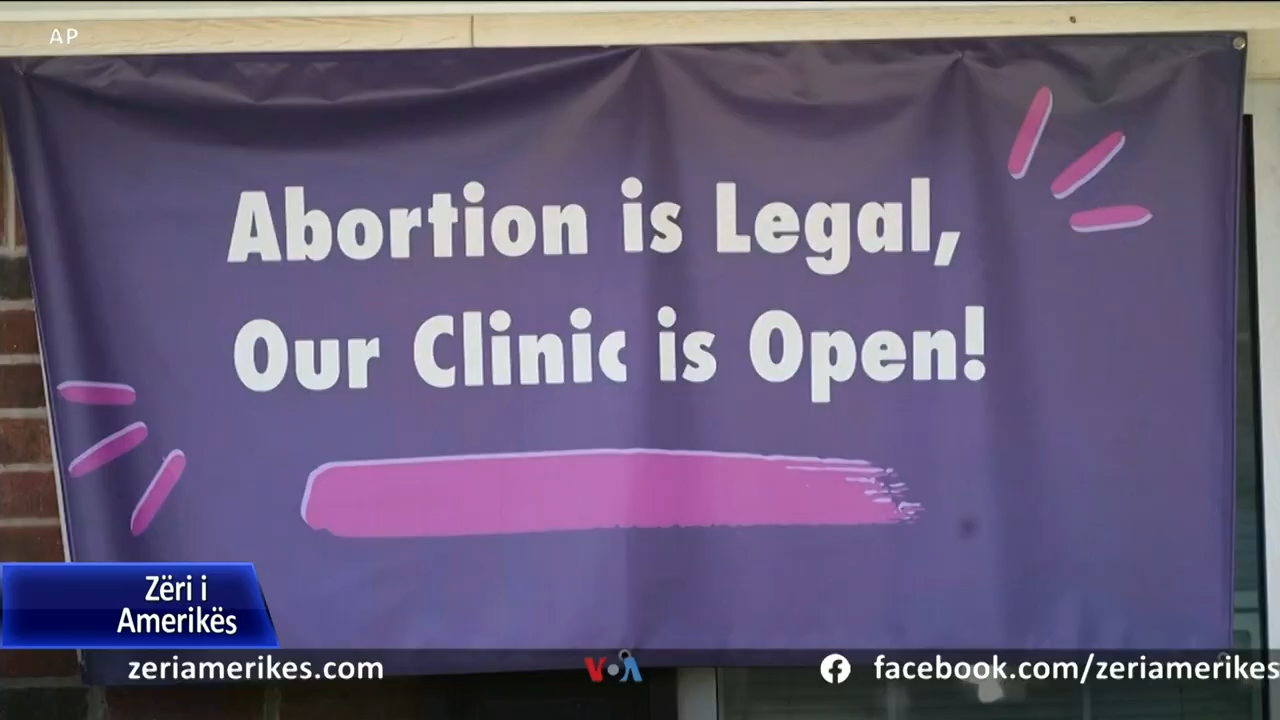 AP
Abortion is Legal,
Our Clinic is Open!
Zëri i
Amerikës
zeriamerikes.com
VOA
facebook.com/zeriamerikes